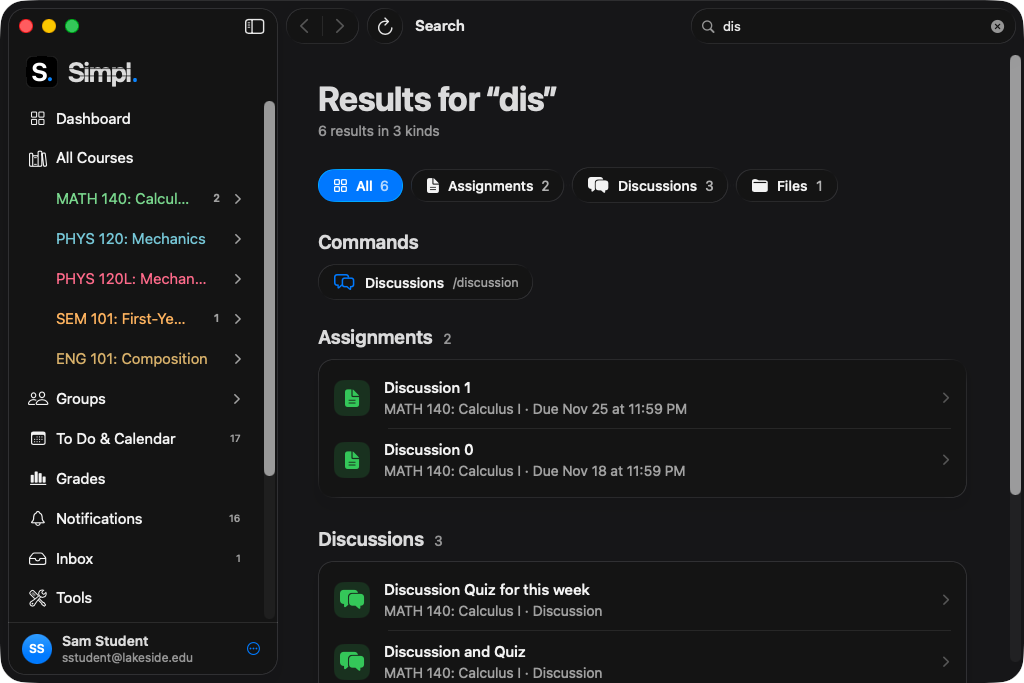 Search
dis
S. Simpl.
Dashboard
All Courses
MATH 140: Calcul... 2
PHYS 120: Mechanics
PHYS 120L: Mechan...
SEM 101: First-Ye... 1
ENG 101: Composition
Groups
To Do & Calendar 17
Grades
Notifications 16
Inbox 1
Tools
SS
Sam Student
sstudent@lakeside.edu
Results for “dis”
6 results in 3 kinds
All 6 Assignments 2 Discussions 3 Files 1
Commands
Discussions /discussion
Assignments 2
Discussion 1
MATH 140: Calculus I · Due Nov 25 at 11:59 PM
Discussion 0
MATH 140: Calculus I · Due Nov 18 at 11:59 PM
Discussions 3
Discussion Quiz for this week
MATH 140: Calculus I · Discussion
Discussion and Quiz
MATH 140: Calculus I · Discussion